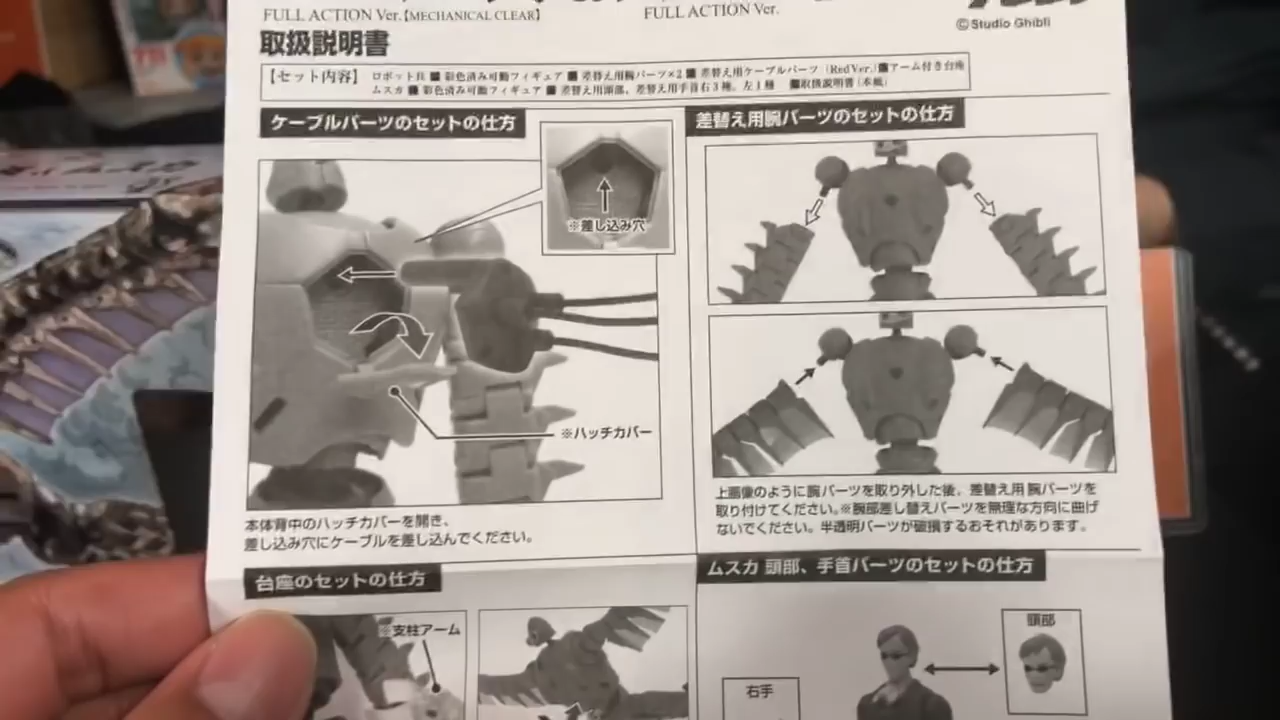 FULL ACTION Ver.【MECHANICAL CLEAR】
FULL ACTION Ver.
©Studio Ghibli
取扱説明書
【セット内容】 ロボット兵 ■ 彩色済み可動フィギュア ■ 差替え用腕パーツ×2 ■ 差替え用ケーブルパーツ (Red Ver.) ■アーム付き台座
ムスカ ■ 彩色済み可動フィギュア ■ 差替え用頭部、差替え用手首右3種、左1種 ■取扱説明書(本紙)
ケーブルパーツのセットの仕方
※差し込み穴
※ハッチカバー
本体背中のハッチカバーを開き、
差し込み穴にケーブルを差し込んでください。
差替え用腕パーツのセットの仕方
上画像のように腕パーツを取り外した後、差替え用 腕パーツを
取り付けてください。※腕部差し替えパーツを無理な方向に曲げ
ないでください。半透明パーツが破損するおそれがあります。
台座のセットの仕方
※支柱アーム
ムスカ 頭部、手首パーツのセットの仕方
頭部
右手